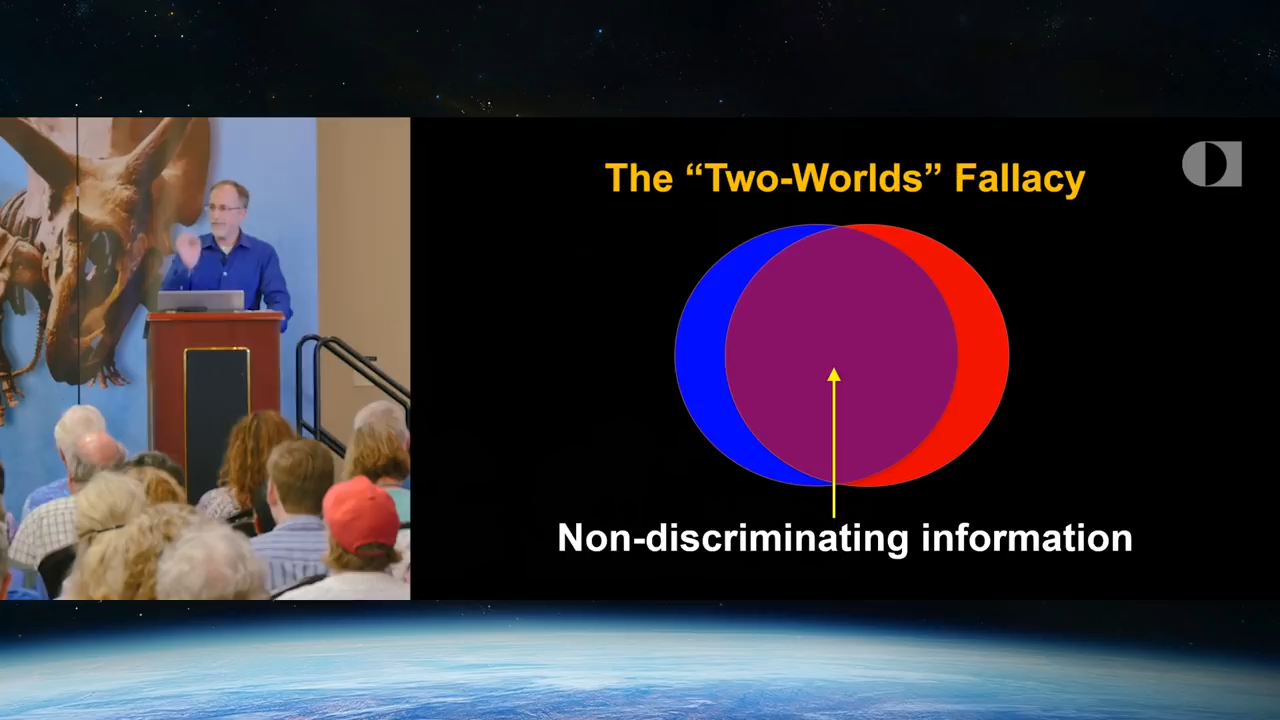 The “Two-Worlds” Fallacy
Non-discriminating information